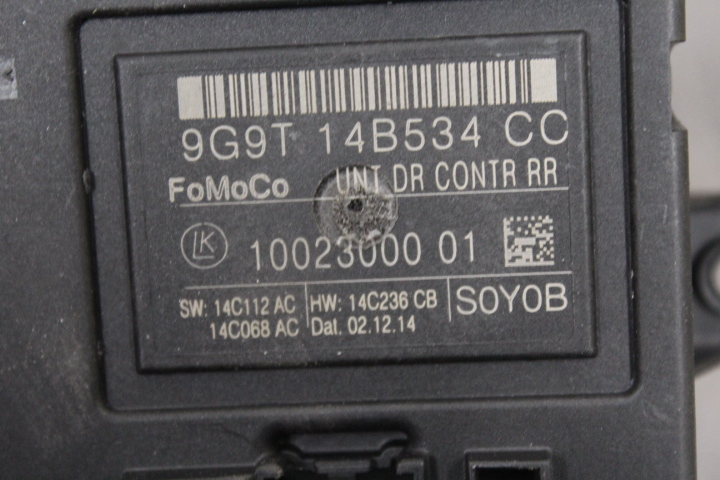 9G9T 14B534 CC
FoMoCo UNT DR CONTR RR
LK 10023000 01
SW: 14C112 AC HW: 14C236 CB S0Y0B
14C068 AC Dat. 02.12.14